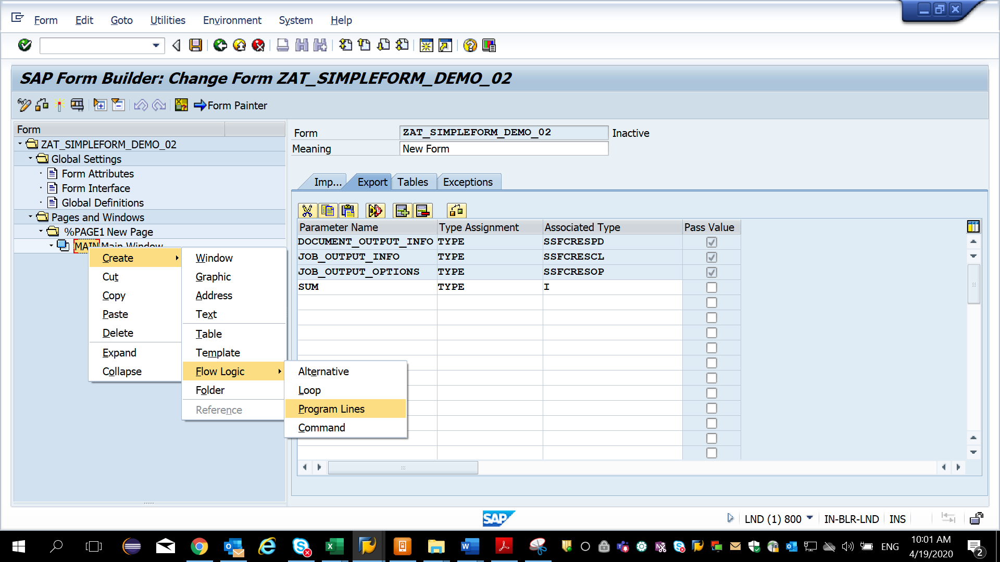 Form Edit Goto Utilities Environment System Help
SAP Form Builder: Change Form ZAT_SIMPLEFORM_DEMO_02
Form Painter
Form
ZAT_SIMPLEFORM_DEMO_02
Global Settings
Form Attributes
Form Interface
Global Definitions
Pages and Windows
%PAGE1 New Page
MAIN Main Window
Create
Cut
Copy
Paste
Delete
Expand
Collapse
Window
Graphic
Address
Text
Table
Template
Flow Logic
Folder
Reference
Alternative
Loop
Program Lines
Command
Form ZAT_SIMPLEFORM_DEMO_02 Inactive
Meaning New Form
Imp... Export Tables Exceptions
Parameter Name Type Assignment Associated Type Pass Value
DOCUMENT_OUTPUT_INFO TYPE SSFCRESPD
JOB_OUTPUT_INFO TYPE SSFCRESCL
JOB_OUTPUT_OPTIONS TYPE SSFCRESOP
SUM TYPE I
SAP
LND (1) 800 IN-BLR-LND INS
ENG
10:01 AM
4/19/2020
2